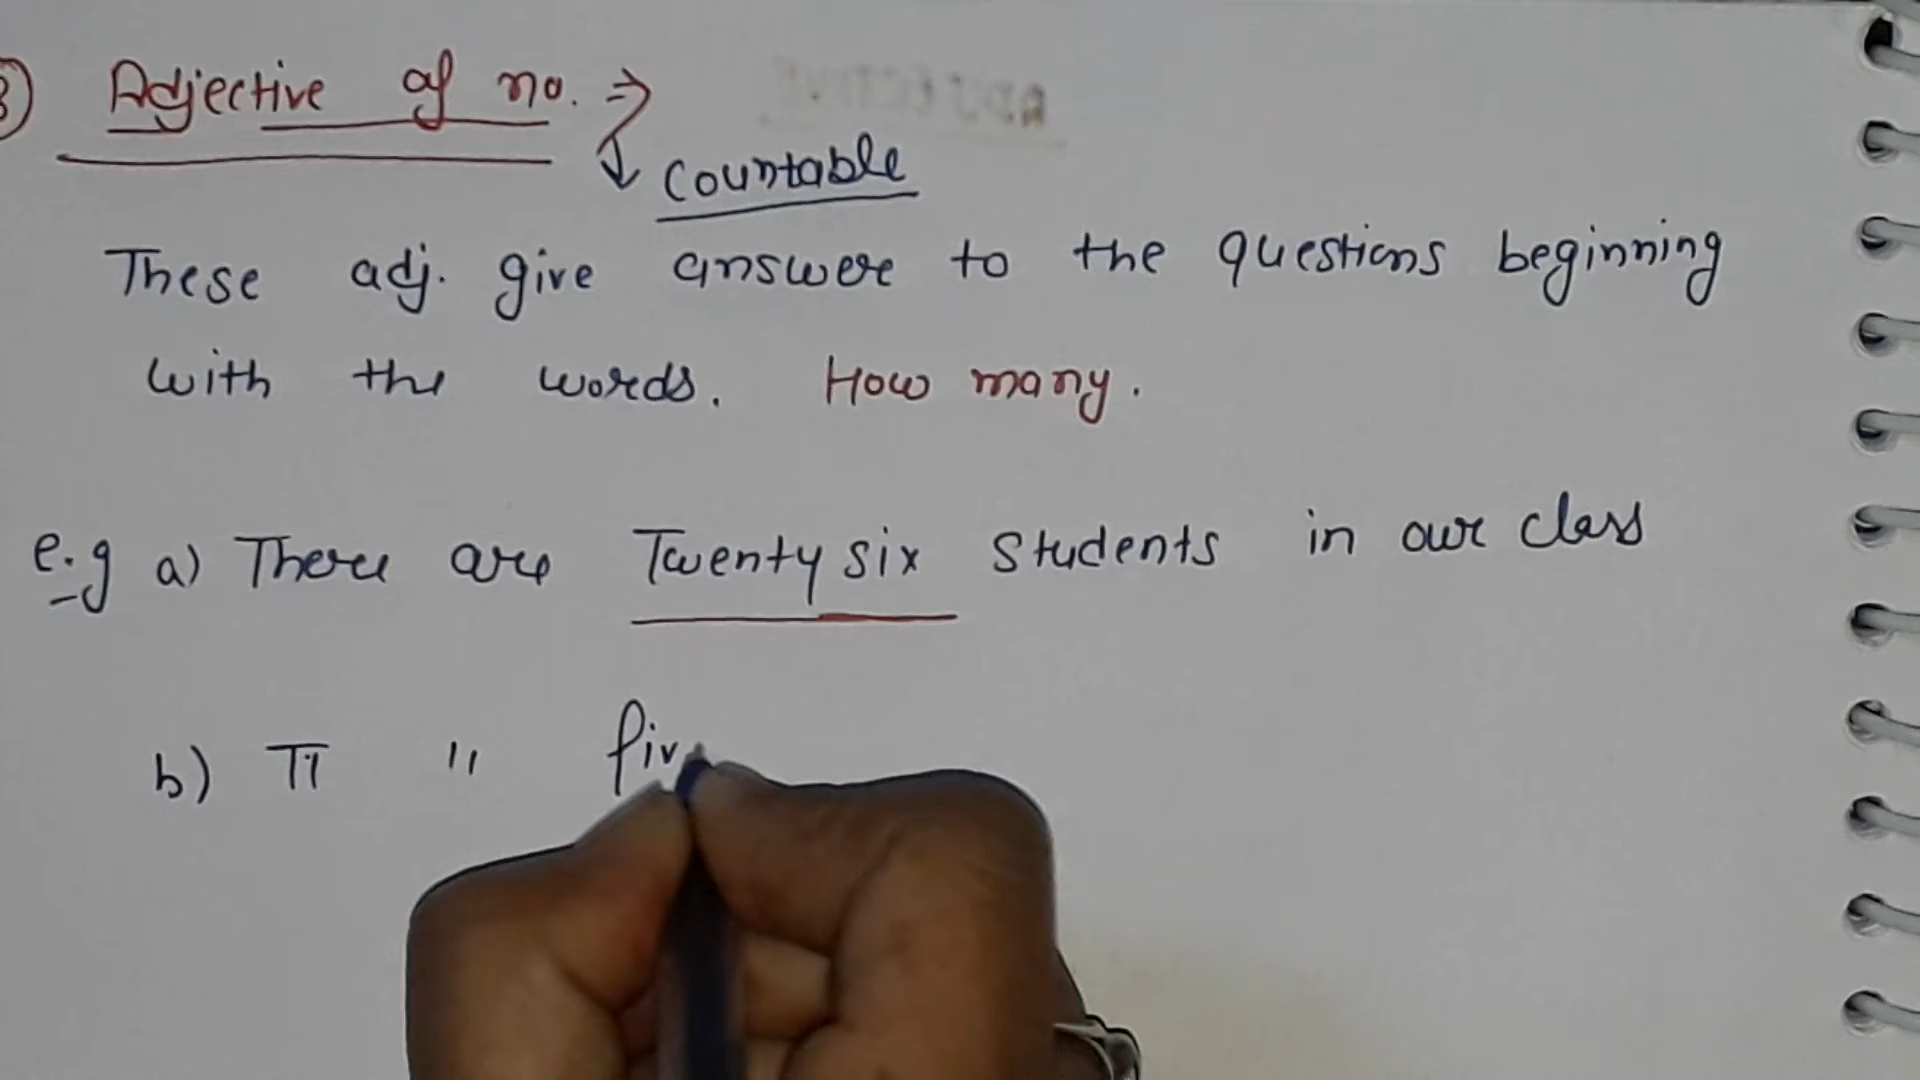 3) Adjective of no. ⇒
↓ Countable
These adj. give answere to the questions beginning
with the words. How many.
e.g a) There are Twenty six students in our class
b) " " fiv